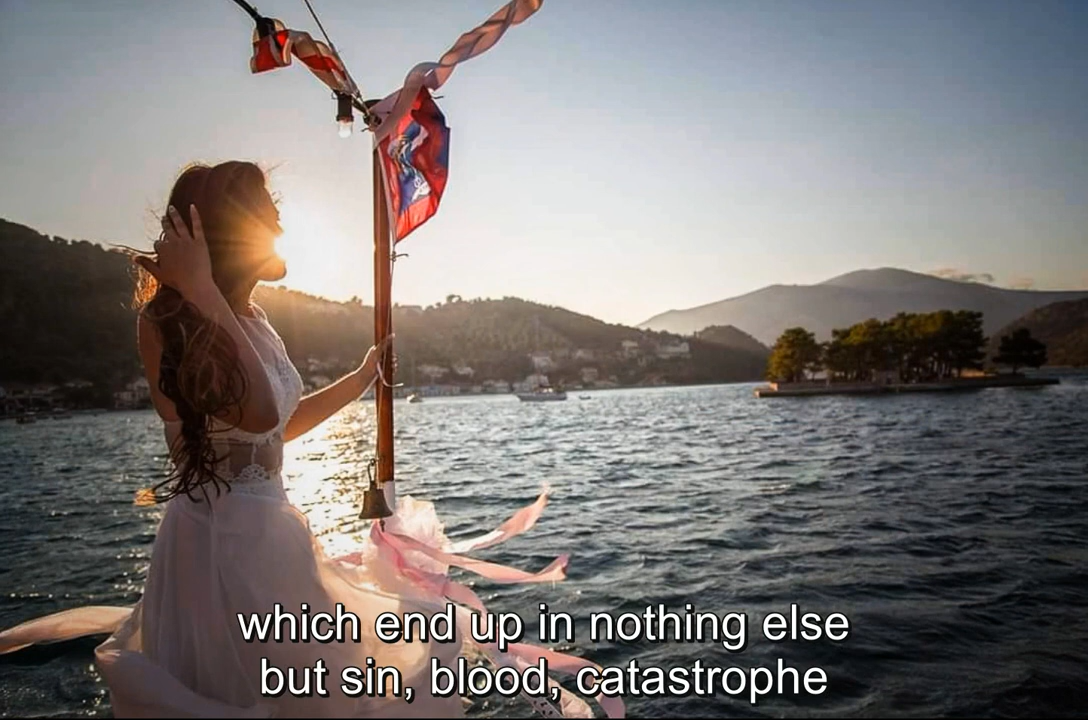 which end up in nothing else
but sin, blood, catastrophe